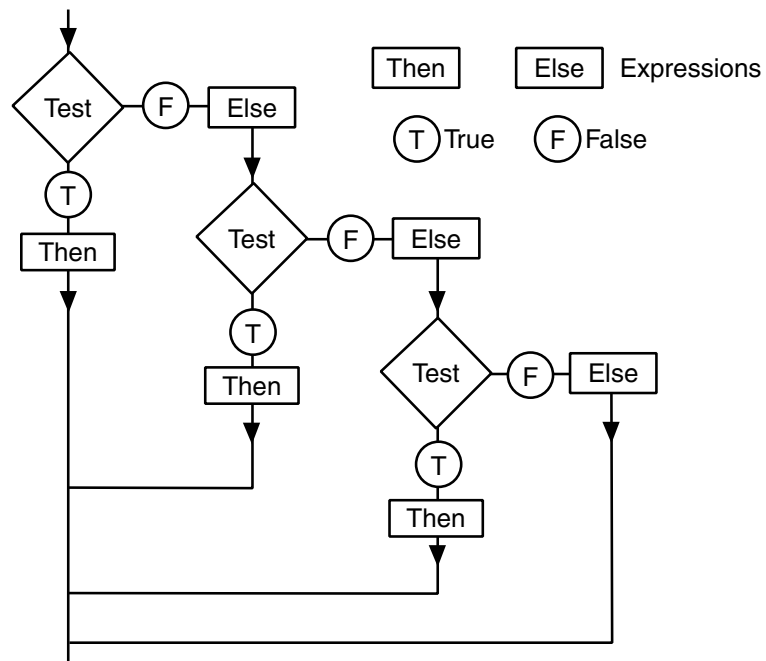 Then Else Expressions
T True F False
Test F Else
T
Then
Test F Else
T
Then
Test F Else
T
Then